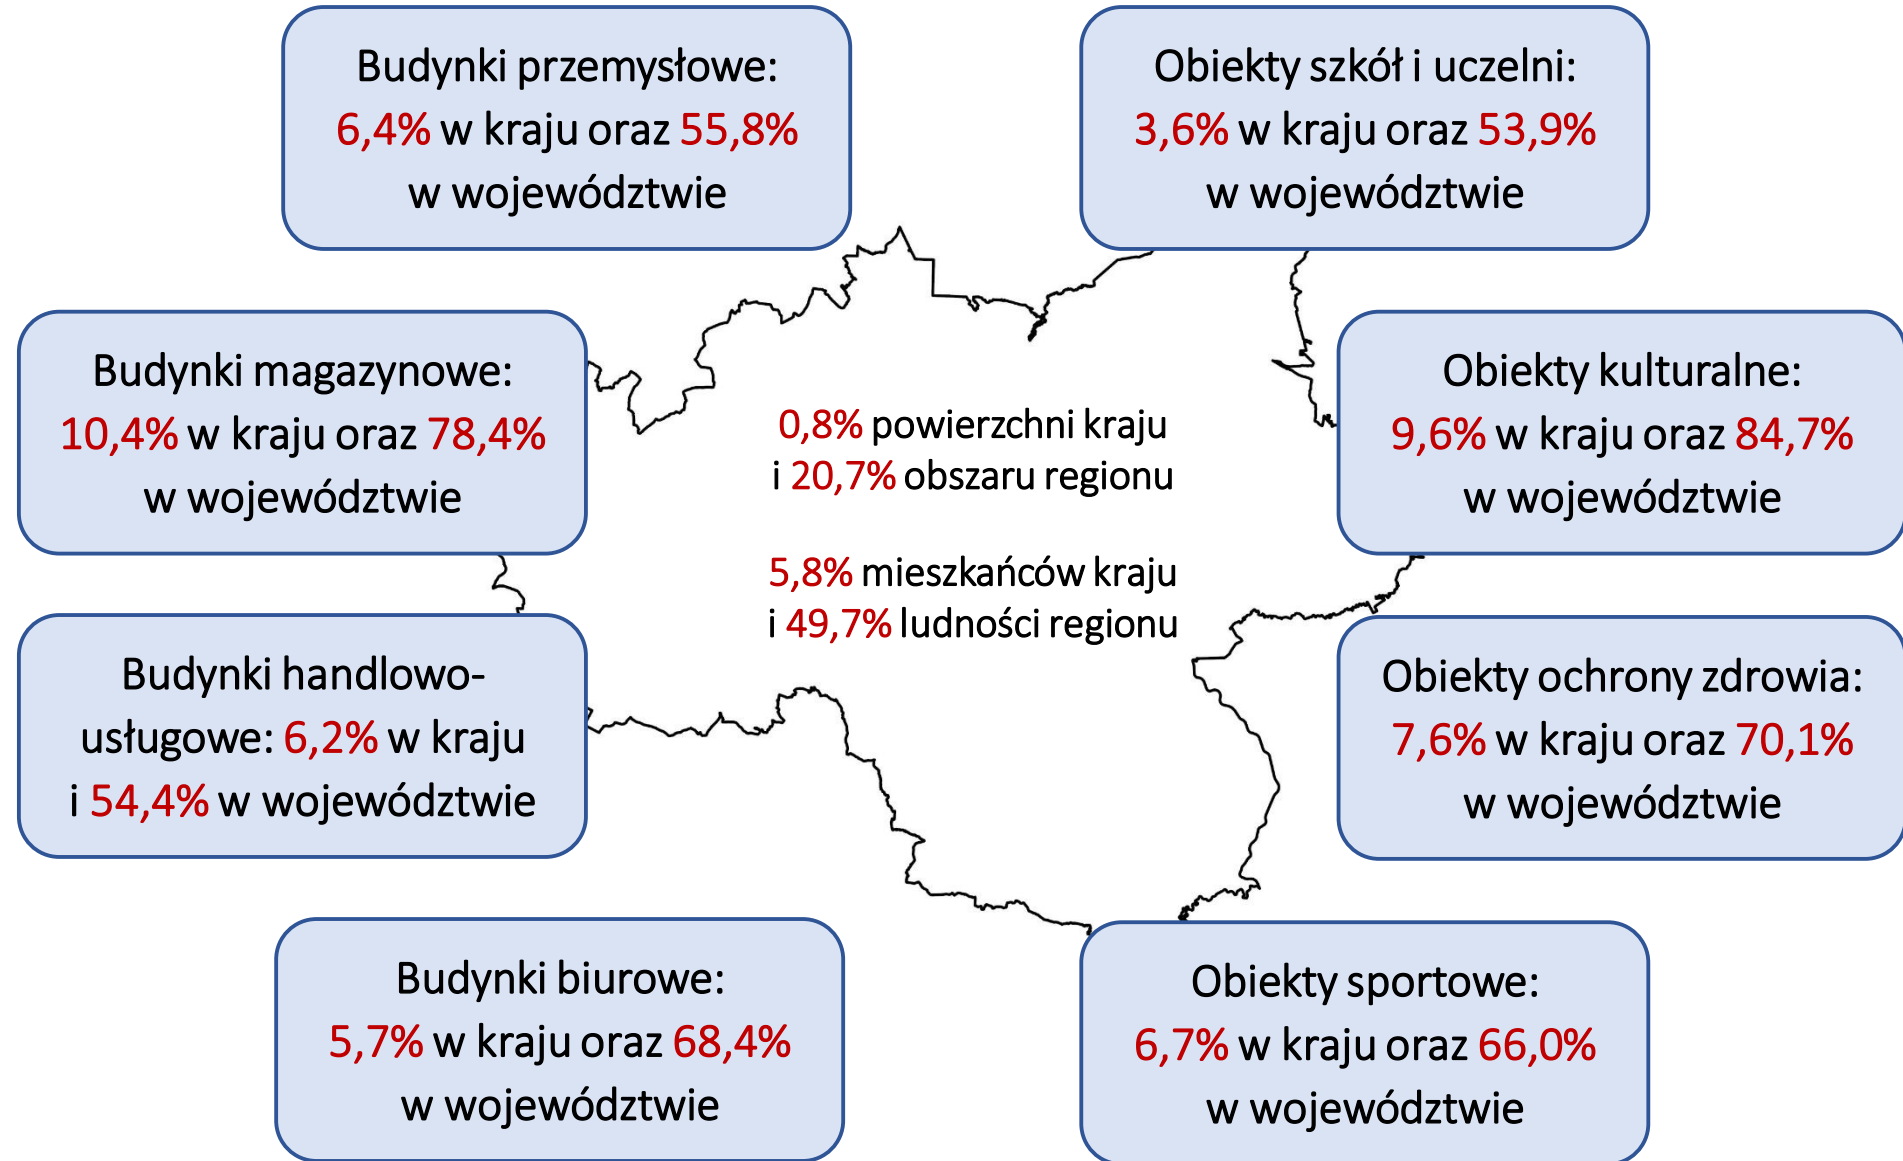 Budynki przemysłowe:
6,4% w kraju oraz 55,8%
w województwie
Obiekty szkół i uczelni:
3,6% w kraju oraz 53,9%
w województwie
Budynki magazynowe:
10,4% w kraju oraz 78,4%
w województwie
0,8% powierzchni kraju
i 20,7% obszaru regionu
5,8% mieszkańców kraju
i 49,7% ludności regionu
Obiekty kulturalne:
9,6% w kraju oraz 84,7%
w województwie
Budynki handlowo-
usługowe: 6,2% w kraju
i 54,4% w województwie
Obiekty ochrony zdrowia:
7,6% w kraju oraz 70,1%
w województwie
Budynki biurowe:
5,7% w kraju oraz 68,4%
w województwie
Obiekty sportowe:
6,7% w kraju oraz 66,0%
w województwie